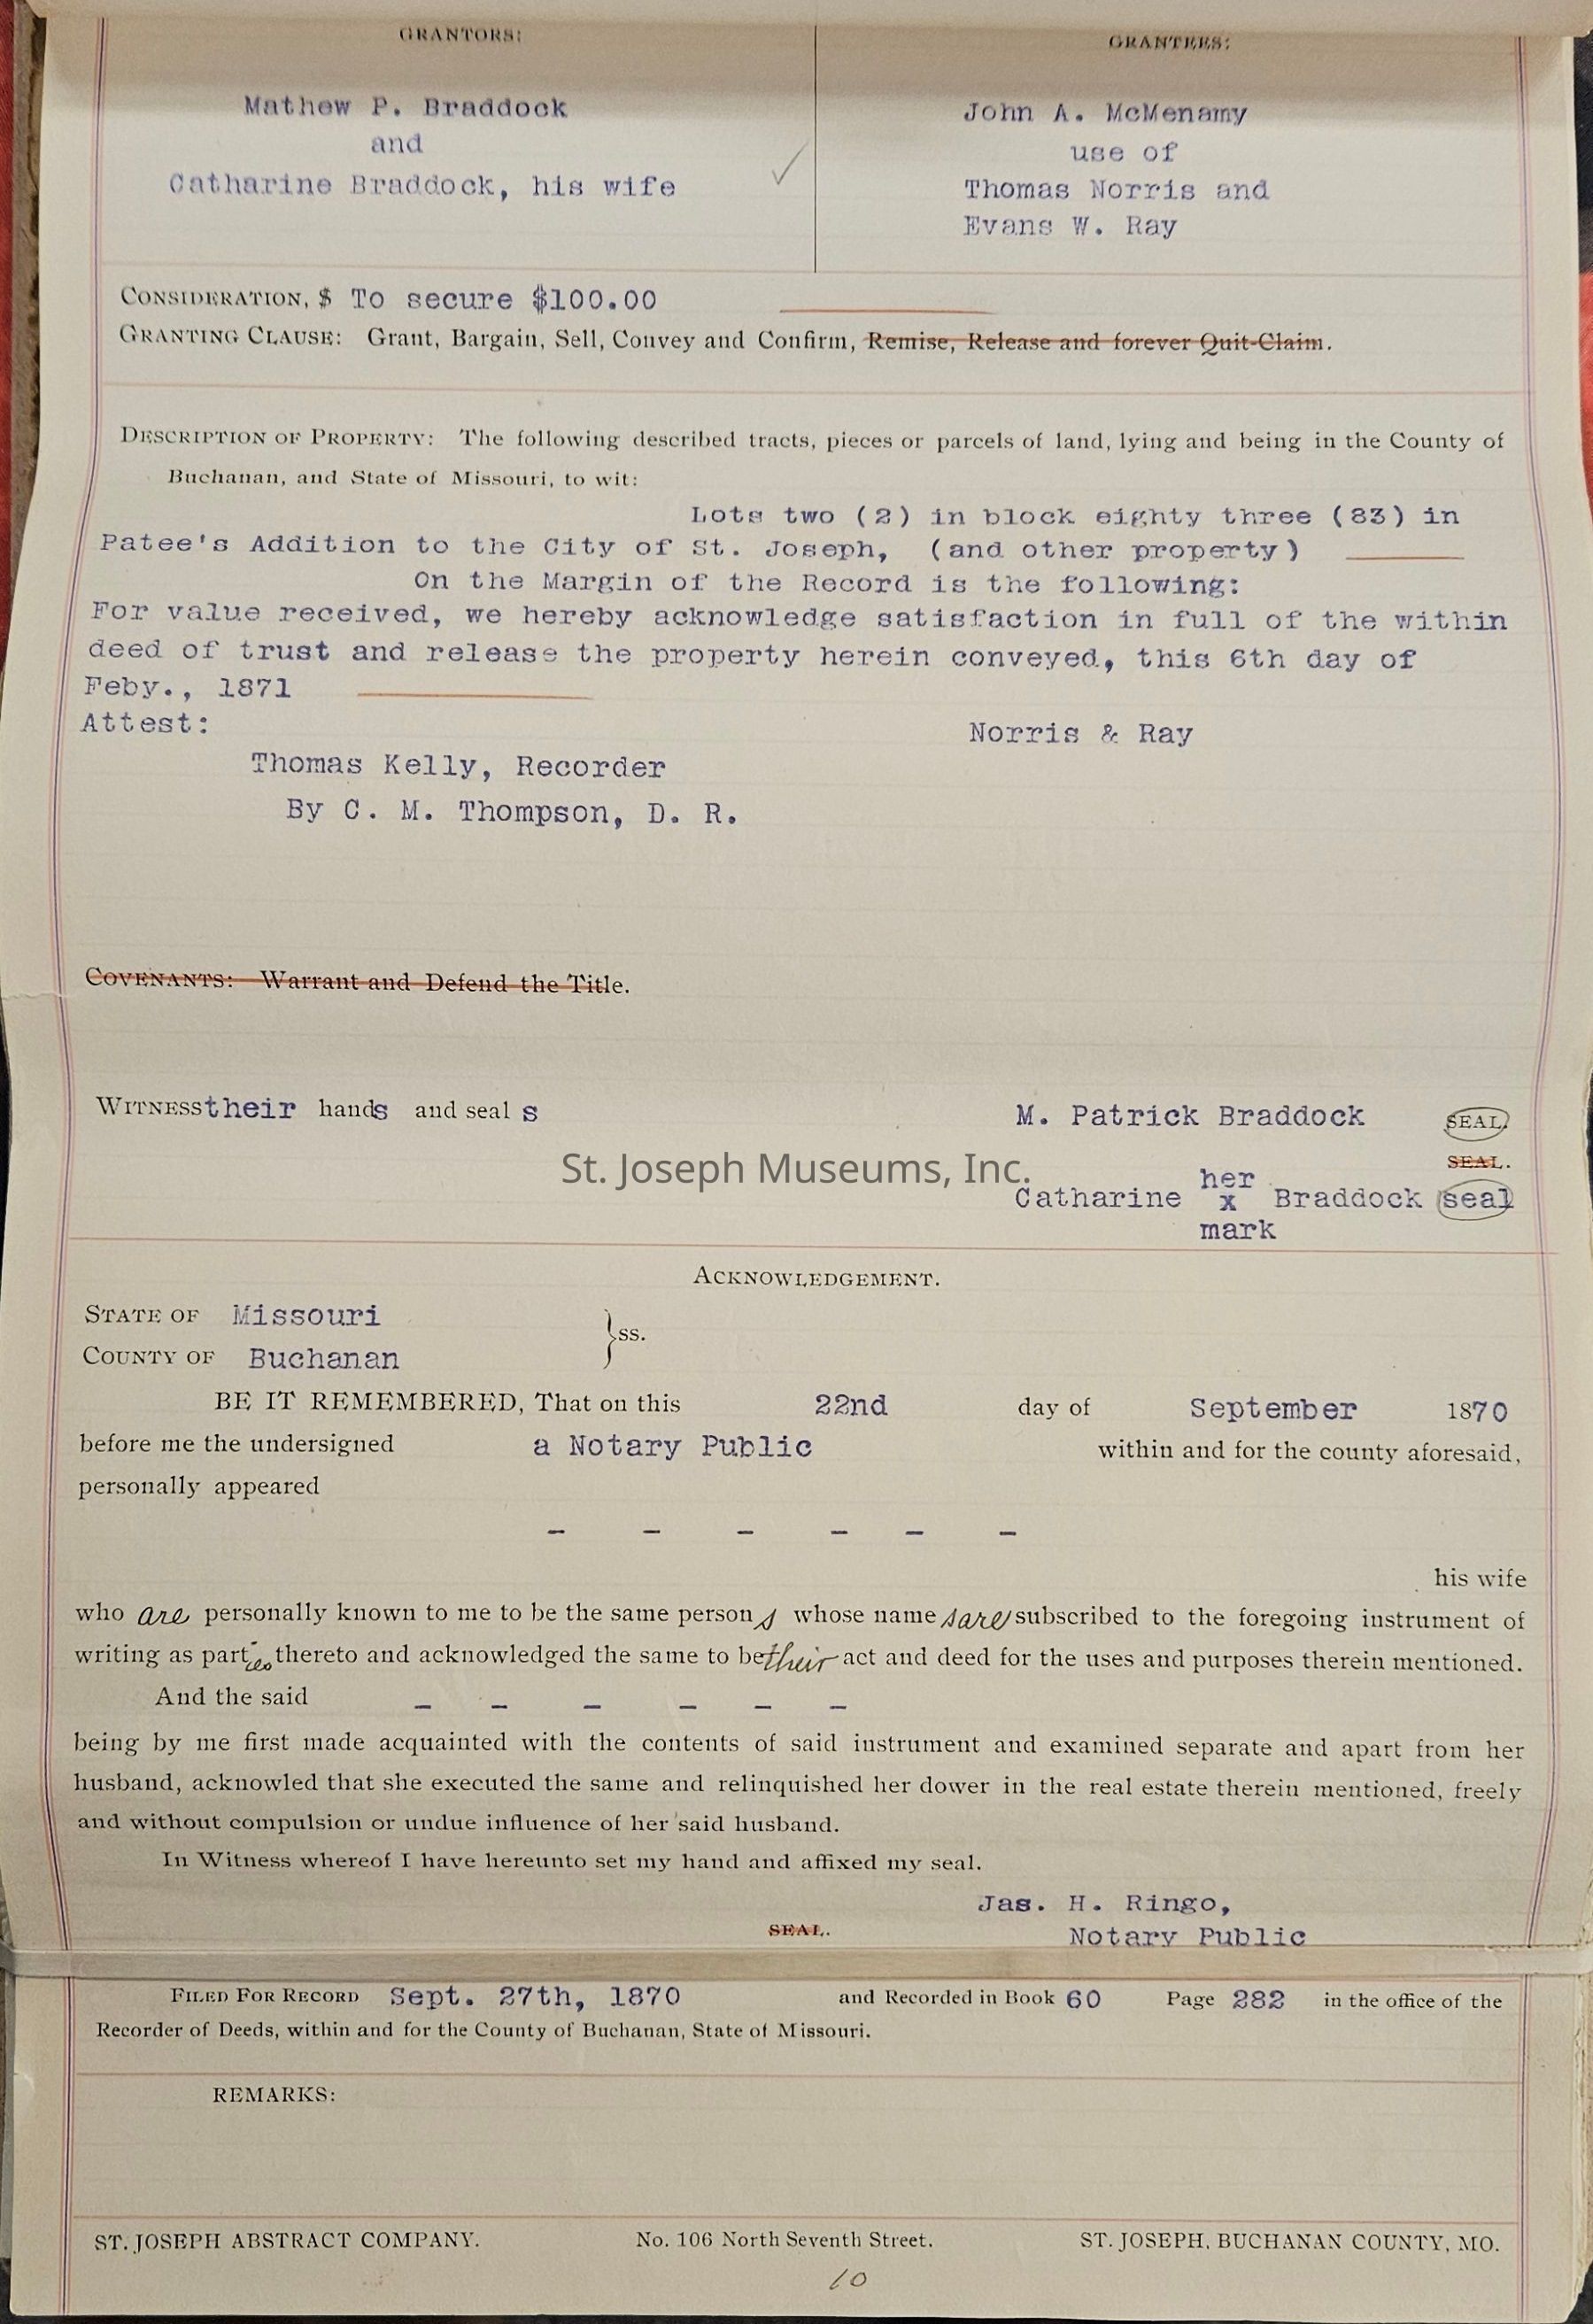 GRANTORS:
GRANTEES:
Mathew P. Braddock
and
Catharine Braddock, his wife
John A. McMenamy
use of
Thomas Norris and
Evans W. Ray
CONSIDERATION, $ To secure $100.00
GRANTING CLAUSE: Grant, Bargain, Sell, Convey and Confirm, Remise, Release and forever Quit-Claim.
DESCRIPTION OF PROPERTY: The following described tracts, pieces or parcels of land, lying and being in the County of
Buchanan, and State of Missouri, to wit:
Lots two (2) in block eighty three (83) in
Patee's Addition to the City of St. Joseph, (and other property)
On the Margin of the Record is the following:
For value received, we hereby acknowledge satisfaction in full of the within
deed of trust and release the property herein conveyed, this 6th day of
Feby., 1871
Attest:
Norris & Ray
Thomas Kelly, Recorder
By C. M. Thompson, D. R.
COVENANTS: Warrant and Defend the Title.
WITNESS their hands and seal s
M. Patrick Braddock SEAL.
SEAL.
St. Joseph Museums, Inc.
her
Catharine x Braddock seal
mark
ACKNOWLEDGEMENT.
STATE OF Missouri
COUNTY OF Buchanan
}ss.
BE IT REMEMBERED, That on this 22nd day of September 1870
before me the undersigned a Notary Public within and for the county aforesaid,
personally appeared
– – – – – –
his wife
who are personally known to me to be the same person s whose name s are subscribed to the foregoing instrument of
writing as parties thereto and acknowledged the same to be their act and deed for the uses and purposes therein mentioned.
And the said – – – – – –
being by me first made acquainted with the contents of said instrument and examined separate and apart from her
husband, acknowled that she executed the same and relinquished her dower in the real estate therein mentioned, freely
and without compulsion or undue influence of her said husband.
In Witness whereof I have hereunto set my hand and affixed my seal.
Jas. H. Ringo,
SEAL.
Notary Public
FILED FOR RECORD Sept. 27th, 1870 and Recorded in Book 60 Page 282 in the office of the
Recorder of Deeds, within and for the County of Buchanan, State of Missouri.
REMARKS:
ST. JOSEPH ABSTRACT COMPANY. No. 106 North Seventh Street. ST. JOSEPH, BUCHANAN COUNTY, MO.
10